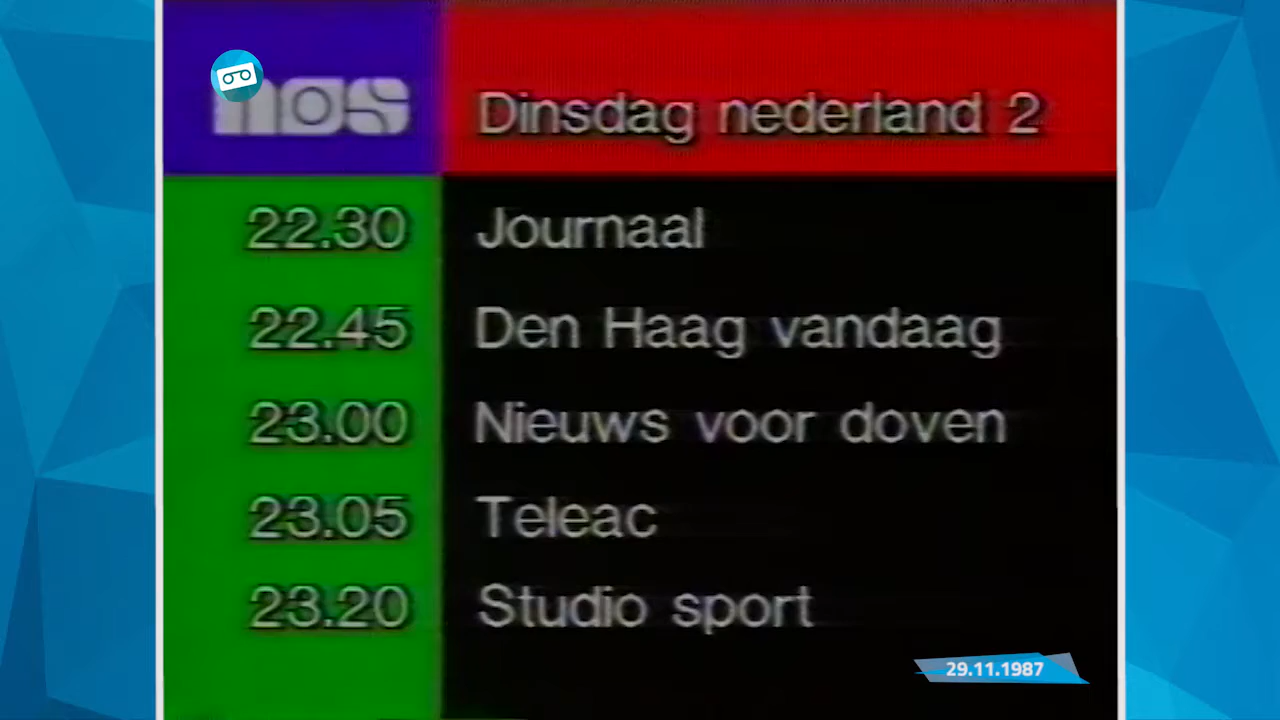 nos
Dinsdag nederland 2
22.30 Journaal
22.45 Den Haag vandaag
23.00 Nieuws voor doven
23.05 Teleac
23.20 Studio sport
29.11.1987